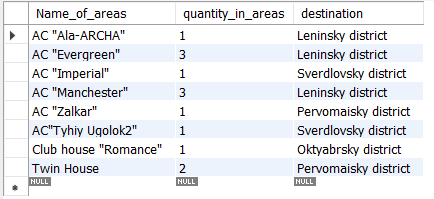 Name_of_areas quantity_in_areas destination
AC "Ala-ARCHA" 1 Leninsky district
AC "Evergreen" 3 Leninsky district
AC "Imperial" 1 Sverdlovsky district
AC "Manchester" 3 Leninsky district
AC "Zalkar" 1 Pervomaisky district
AC"Tyhiy Ugolok2" 1 Sverdlovsky district
Club house "Romance" 1 Oktyabrsky district
Twin House 2 Pervomaisky district
NULL NULL NULL